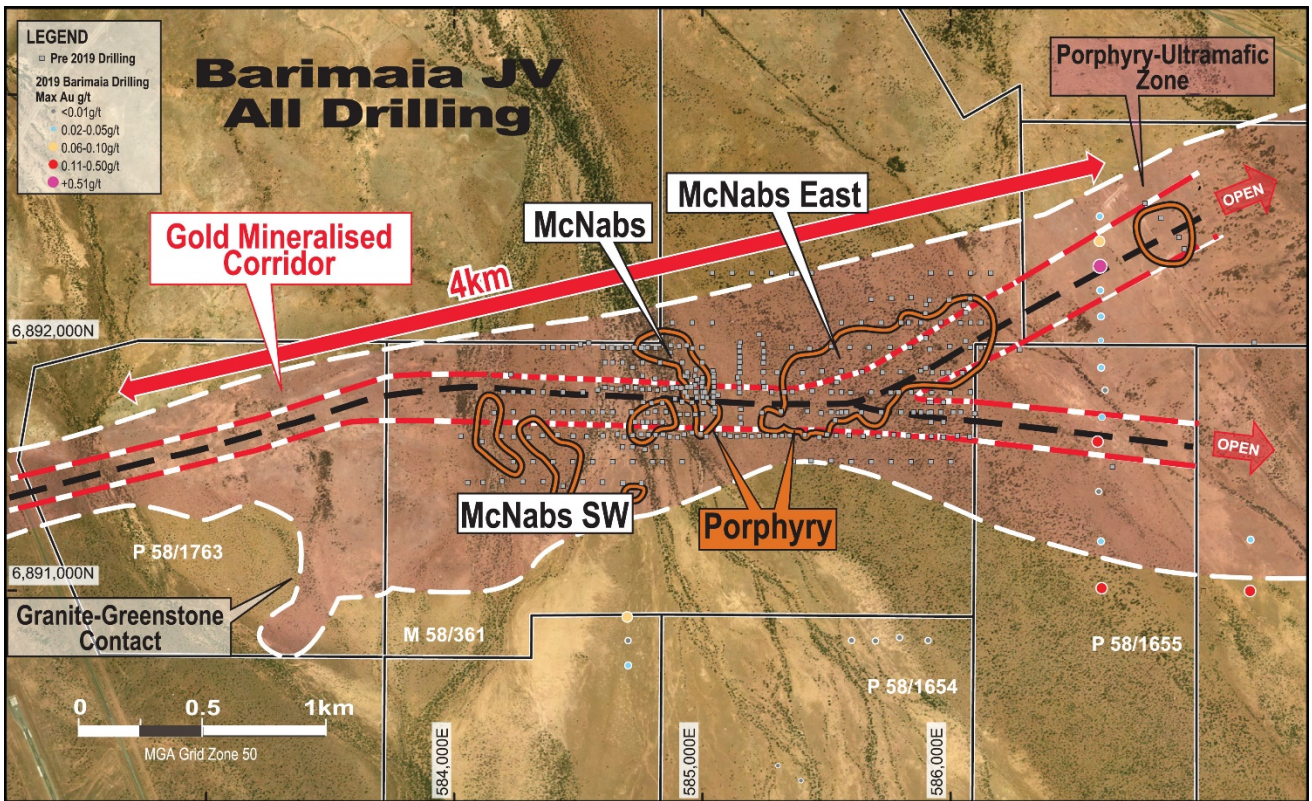 LEGEND
Pre 2019 Drilling
2019 Barimaia Drilling
Max Au g/t
<0.01g/t
0.02-0.05g/t
0.06-0.10g/t
0.11-0.50g/t
+0.51g/t
Barimaia JV
All Drilling
Porphyry-Ultramafic
Zone
OPEN
McNabs East
McNabs
Gold Mineralised
Corridor
4km
6,892,000N
OPEN
McNabs SW
Porphyry
P 58/1763
6,891,000N
Granite-Greenstone
Contact
M 58/361
P 58/1655
P 58/1654
0 0.5 1km
MGA Grid Zone 50
584,000E
585,000E
586,000E